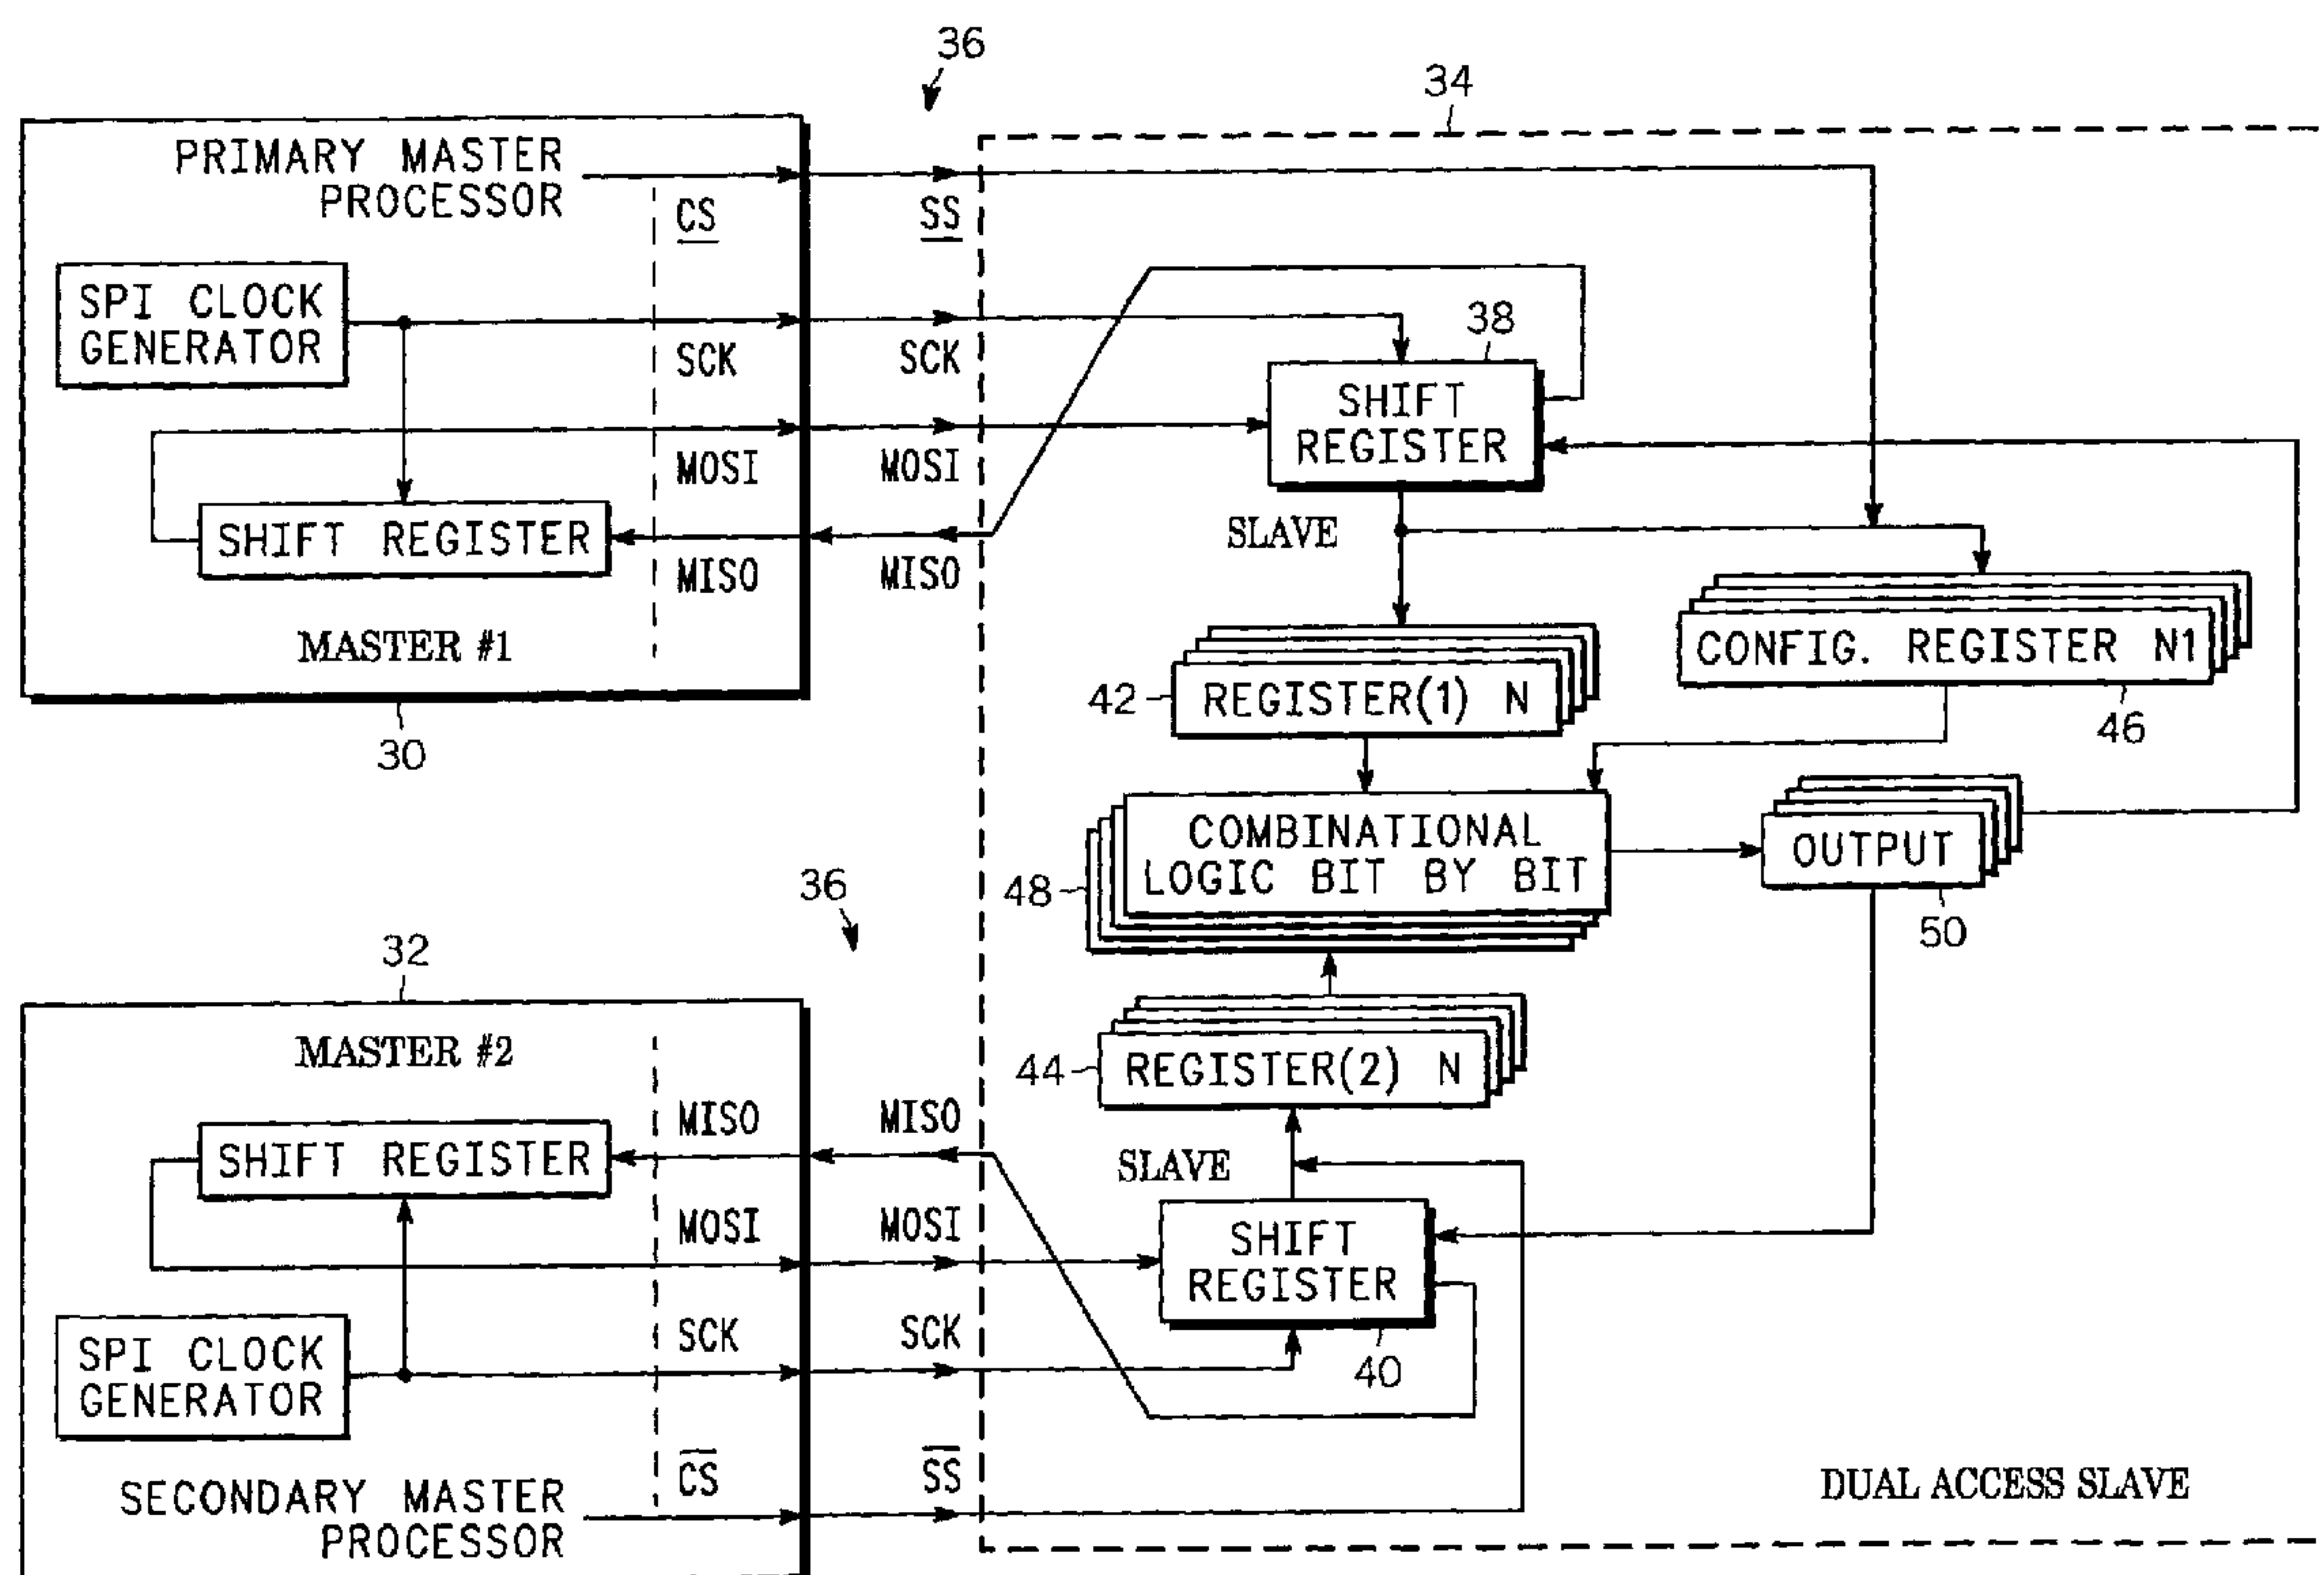 36
34
PRIMARY MASTER
PROCESSOR
CS
SS
SPI CLOCK
GENERATOR
SCK
SCK
38
SHIFT
REGISTER
MOSI
MOSI
SHIFT REGISTER
SLAVE
MISO
MISO
MASTER #1
CONFIG. REGISTER N1
42
REGISTER(1) N
46
30
COMBINATIONAL
LOGIC BIT BY BIT
OUTPUT
48
36
50
32
MASTER #2
44
REGISTER(2) N
MISO
MISO
SHIFT REGISTER
SLAVE
MOSI
MOSI
SHIFT
REGISTER
SPI CLOCK
GENERATOR
SCK
SCK
40
CS
SS
SECONDARY MASTER
PROCESSOR
DUAL ACCESS SLAVE